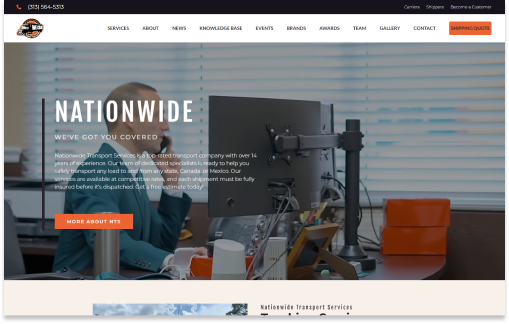 (313) 564-5313
Carriers Shippers Become a Customer
SERVICES ABOUT NEWS KNOWLEDGE BASE EVENTS BRANDS AWARDS TEAM GALLERY CONTACT SHIPPING QUOTE
NATIONWIDE
WE'VE GOT YOU COVERED
Nationwide Transport Services is a top-rated transport company with over 14
years of experience. Our team of dedicated specialists is ready to help you
safely transport any load to and from any state, Canada, or Mexico. Our
services are available at competitive rates, and each shipment must be fully
insured before it's dispatched. Get a free estimate today!
MORE ABOUT NTS
Nationwide Transport Services